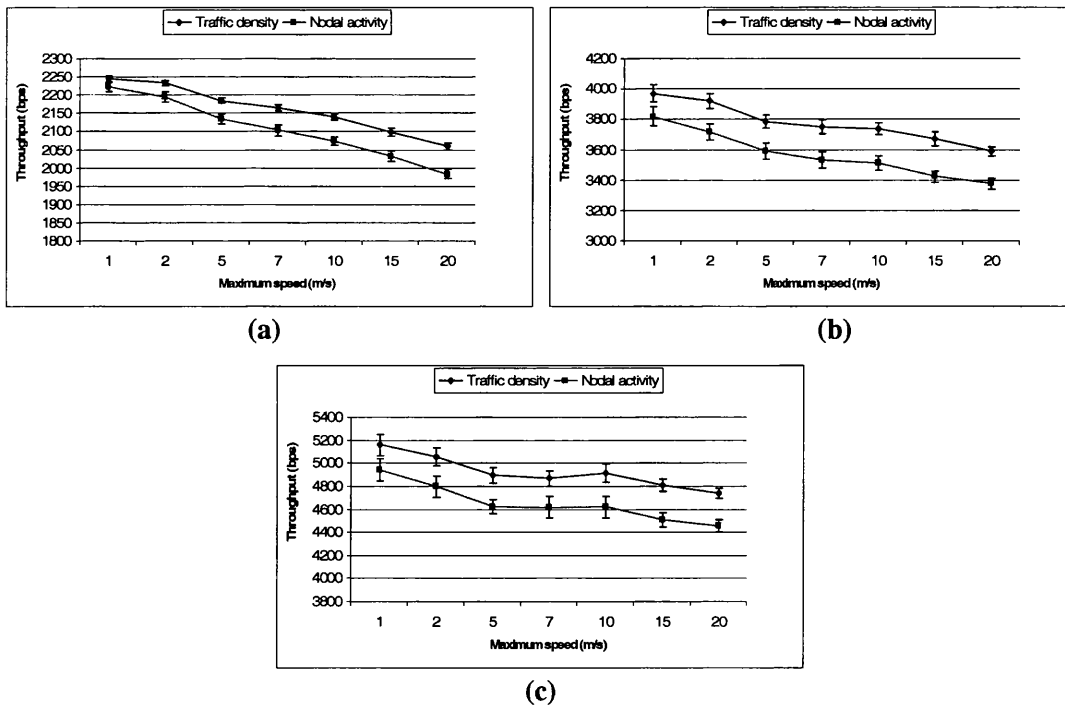 Traffic density Nodal activity
Throughput (bps)
2300
2250
2200
2150
2100
2050
2000
1950
1900
1850
1800
1 2 5 7 10 15 20
Maximum speed (m/s)
(a)
Traffic density Nodal activity
Throughput (bps)
4200
4000
3800
3600
3400
3200
3000
1 2 5 7 10 15 20
Maximum speed (m/s)
(b)
Traffic density Nodal activity
Throughput (bps)
5400
5200
5000
4800
4600
4400
4200
4000
3800
1 2 5 7 10 15 20
Maximum speed (m/s)
(c)